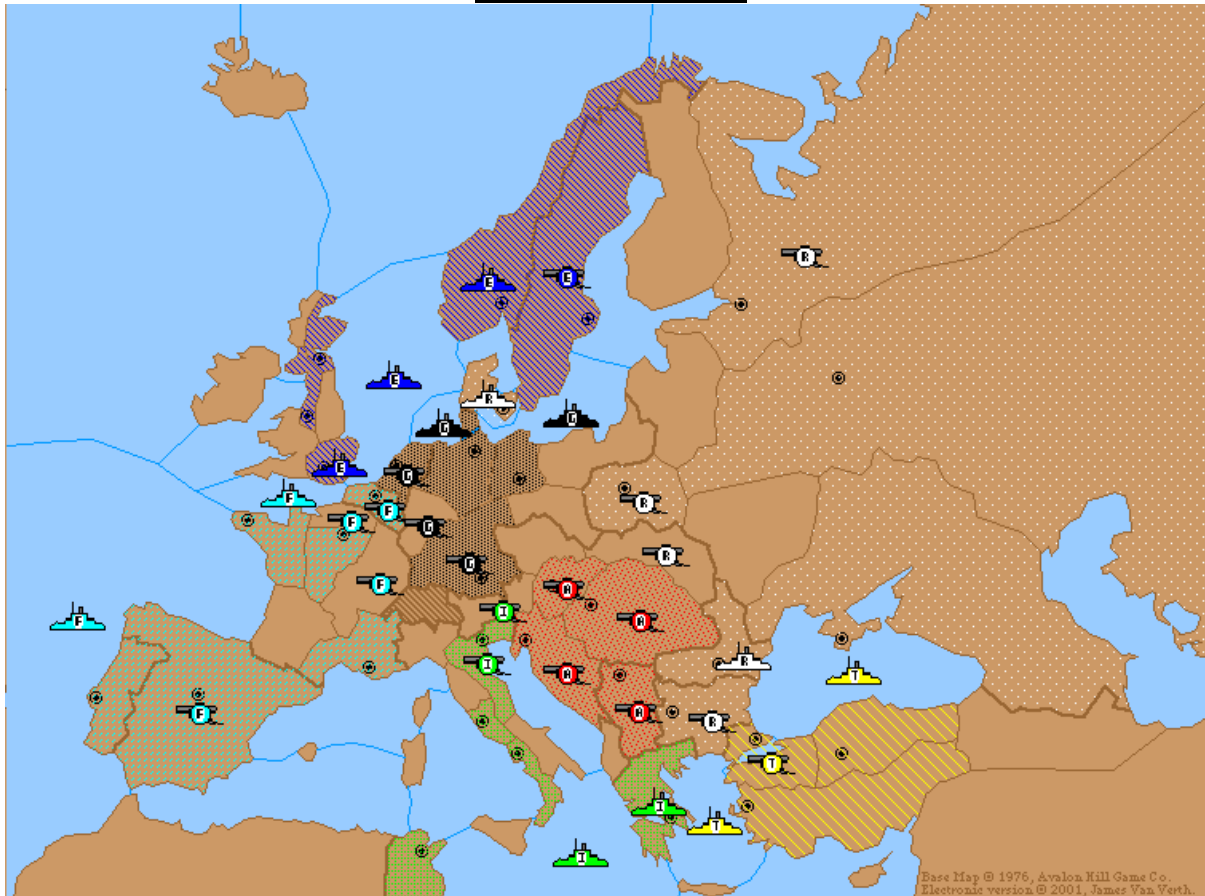 R
E
E
E
R
G
G
E
G
F
R
F
F
G
R
G
F
A
I
F
A
I
R
A
T
F
A
R
T
I
T
I
Base Map © 1976, Avalon Hill Game Co.
Electronic version © 2001, James Van Verth.